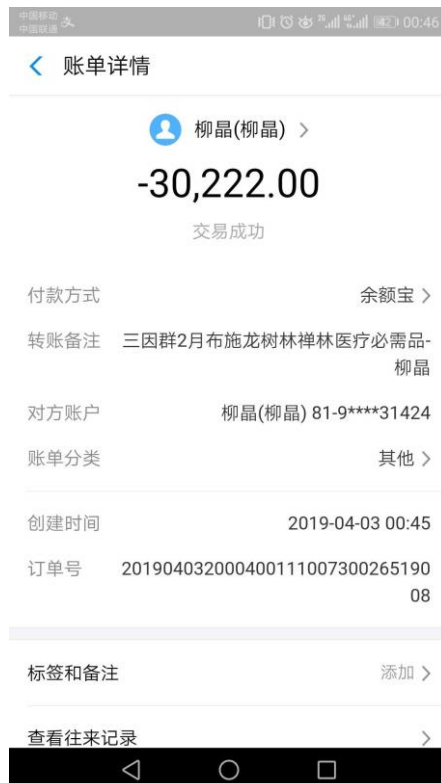 中国移动
中国联通 42 00:46
账单详情
柳晶(柳晶)
-30,222.00
交易成功
付款方式 余额宝
转账备注 三因群2月布施龙树林禅林医疗必需品-
柳晶
对方账户 柳晶(柳晶) 81-9****31424
账单分类 其他
创建时间 2019-04-03 00:45
订单号 201904032000400111007300265190
08
标签和备注 添加
查看往来记录